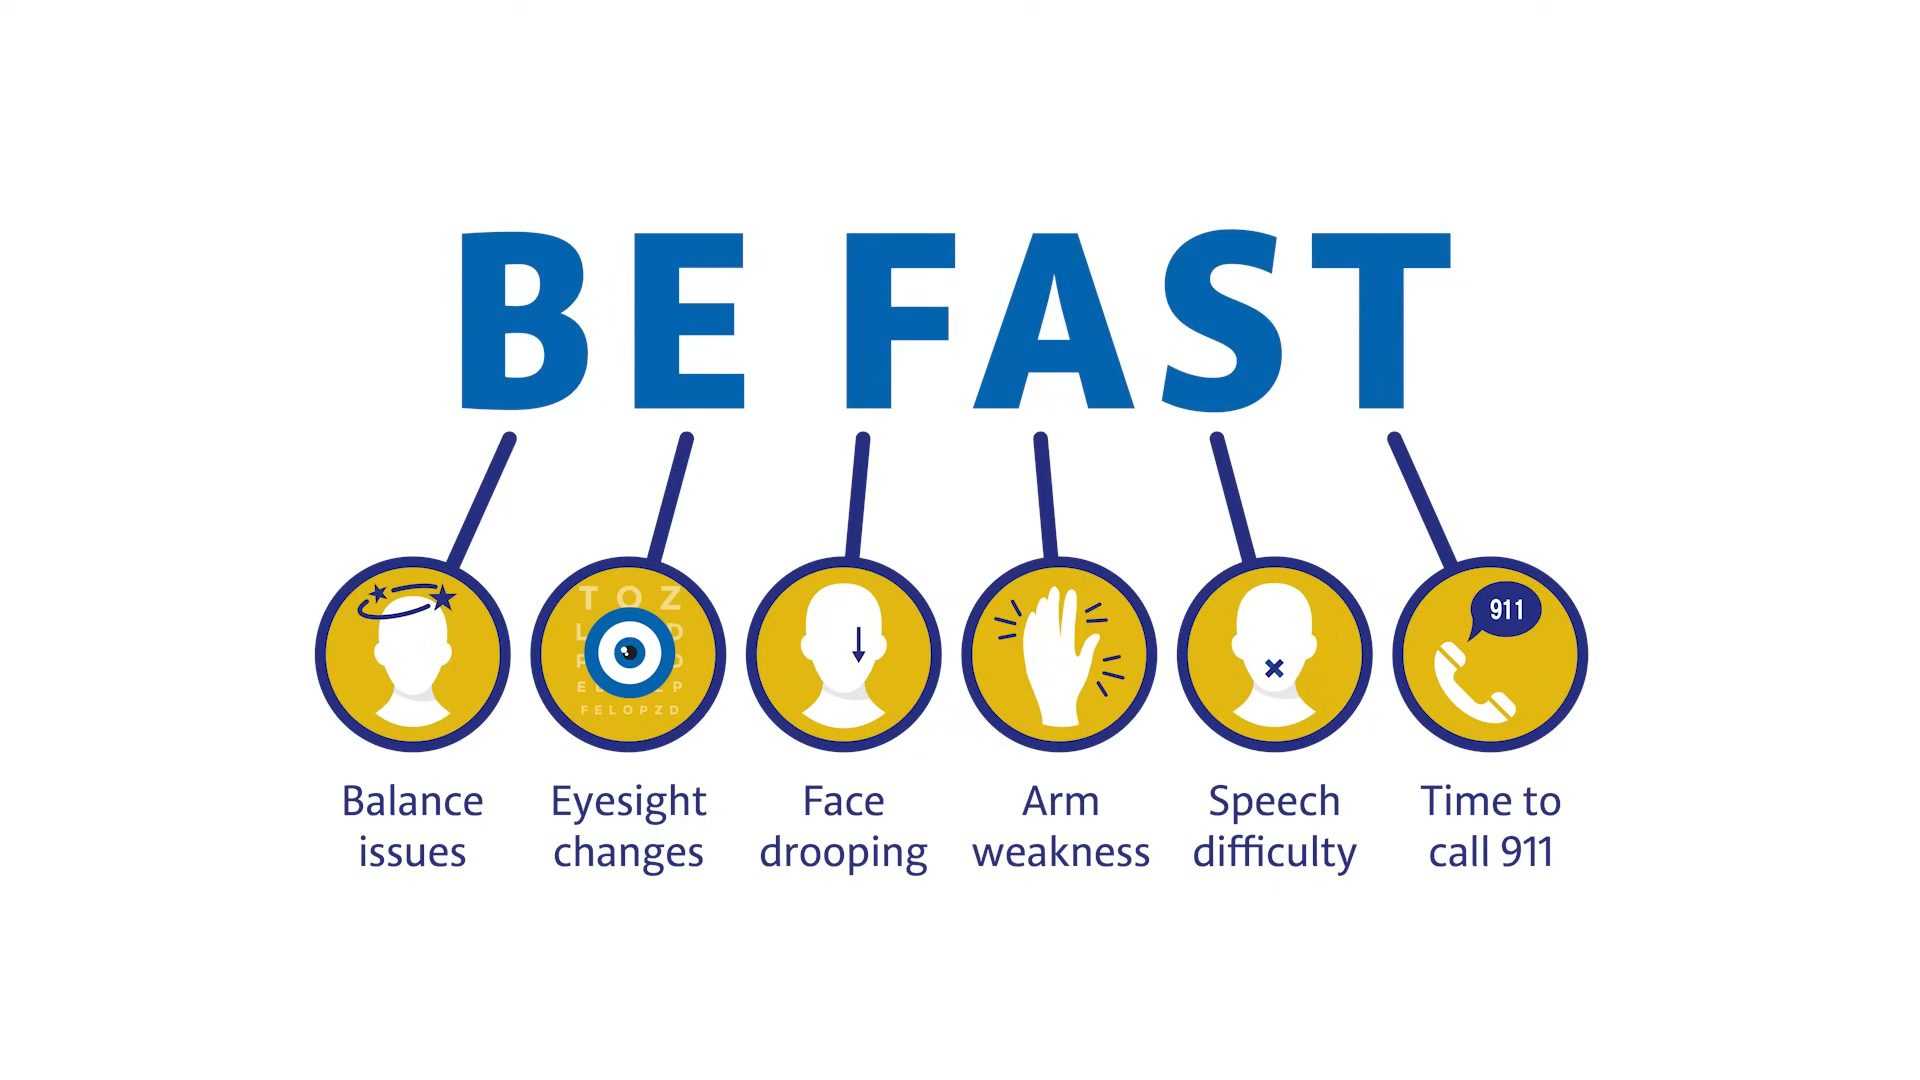 BE FAST
911
T O Z
F E L O P Z D
Balance issues
Eyesight changes
Face drooping
Arm weakness
Speech difficulty
Time to call 911